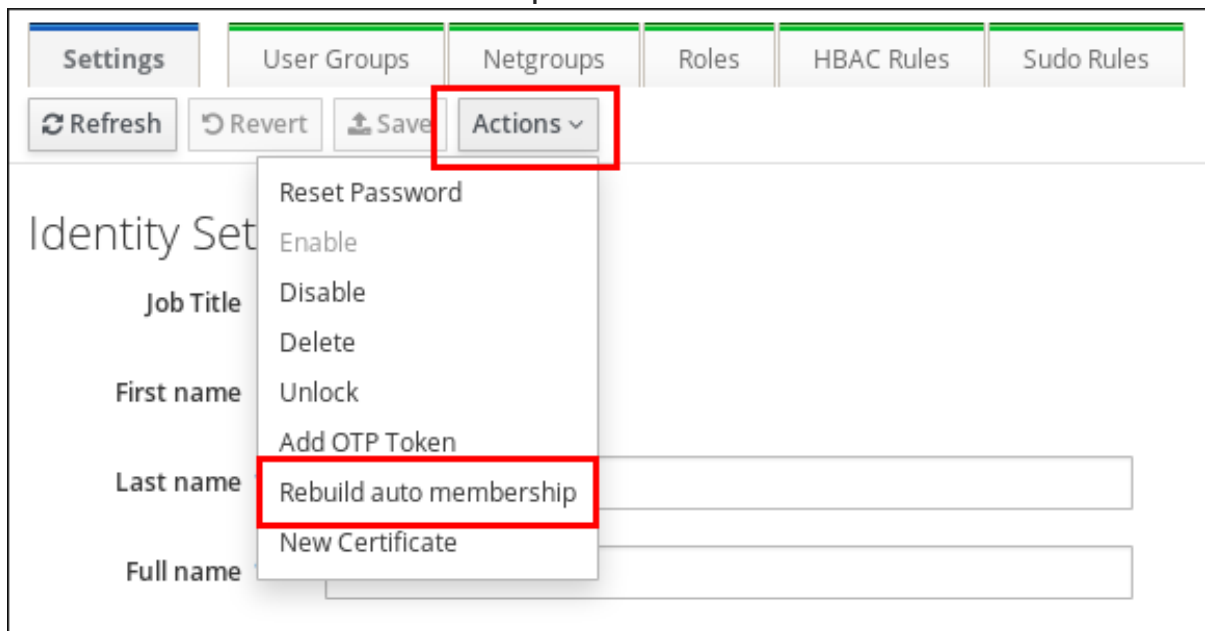 Settings User Groups Netgroups Roles HBAC Rules Sudo Rules
Refresh Revert Save Actions
Reset Password
Identity Set
Enable
Job Title Disable
Delete
First name Unlock
Add OTP Token
Last name Rebuild auto membership
New Certificate
Full name